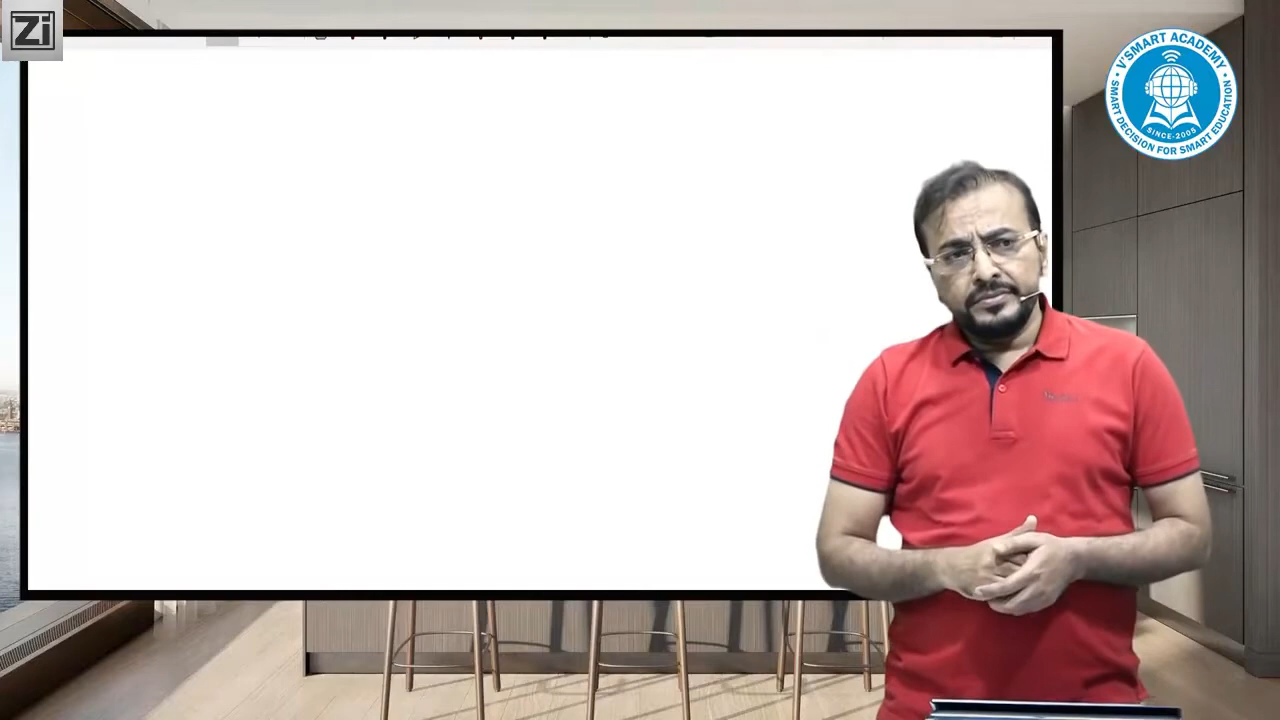 Zi
V'SMART ACADEMY
SMART DECISION FOR SMART EDUCATION
SINCE-2005